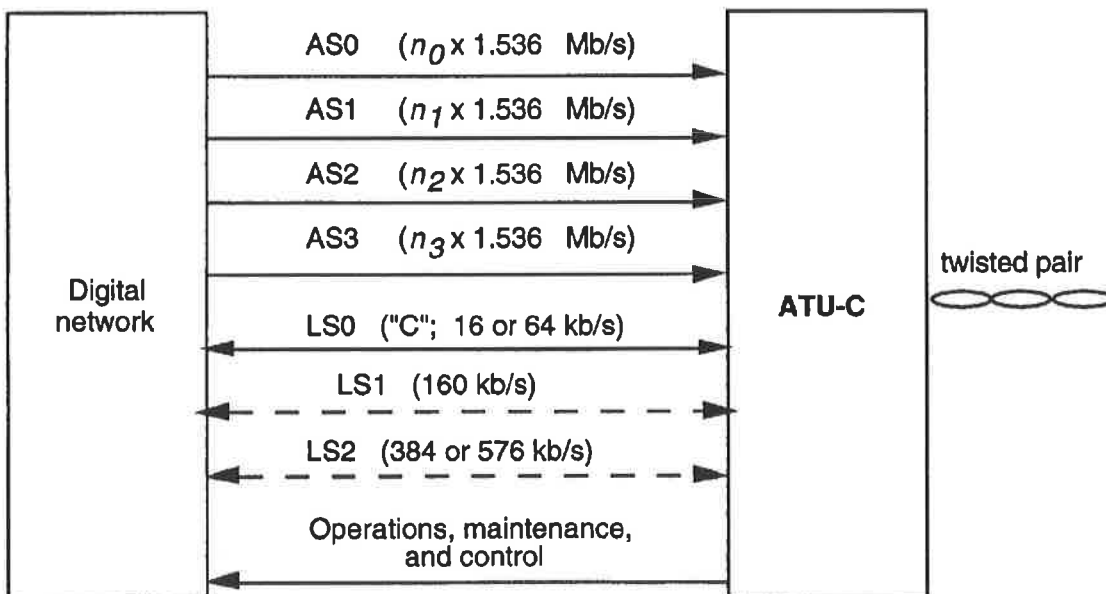 AS0 (n0 x 1.536 Mb/s)
AS1 (n1 x 1.536 Mb/s)
AS2 (n2 x 1.536 Mb/s)
AS3 (n3 x 1.536 Mb/s)
Digital
network
LS0 ("C"; 16 or 64 kb/s)
LS1 (160 kb/s)
LS2 (384 or 576 kb/s)
Operations, maintenance,
and control
ATU-C
twisted pair